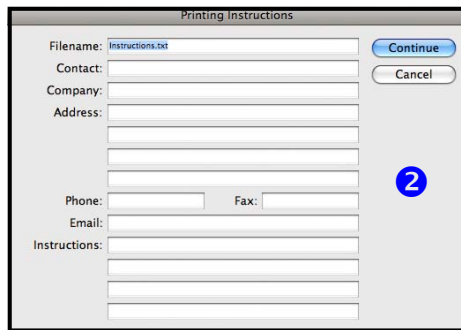 Printing Instructions
Filename: Instructions.txt
Continue
Contact:
Cancel
Company:
Address:
2
Phone: Fax:
Email:
Instructions: